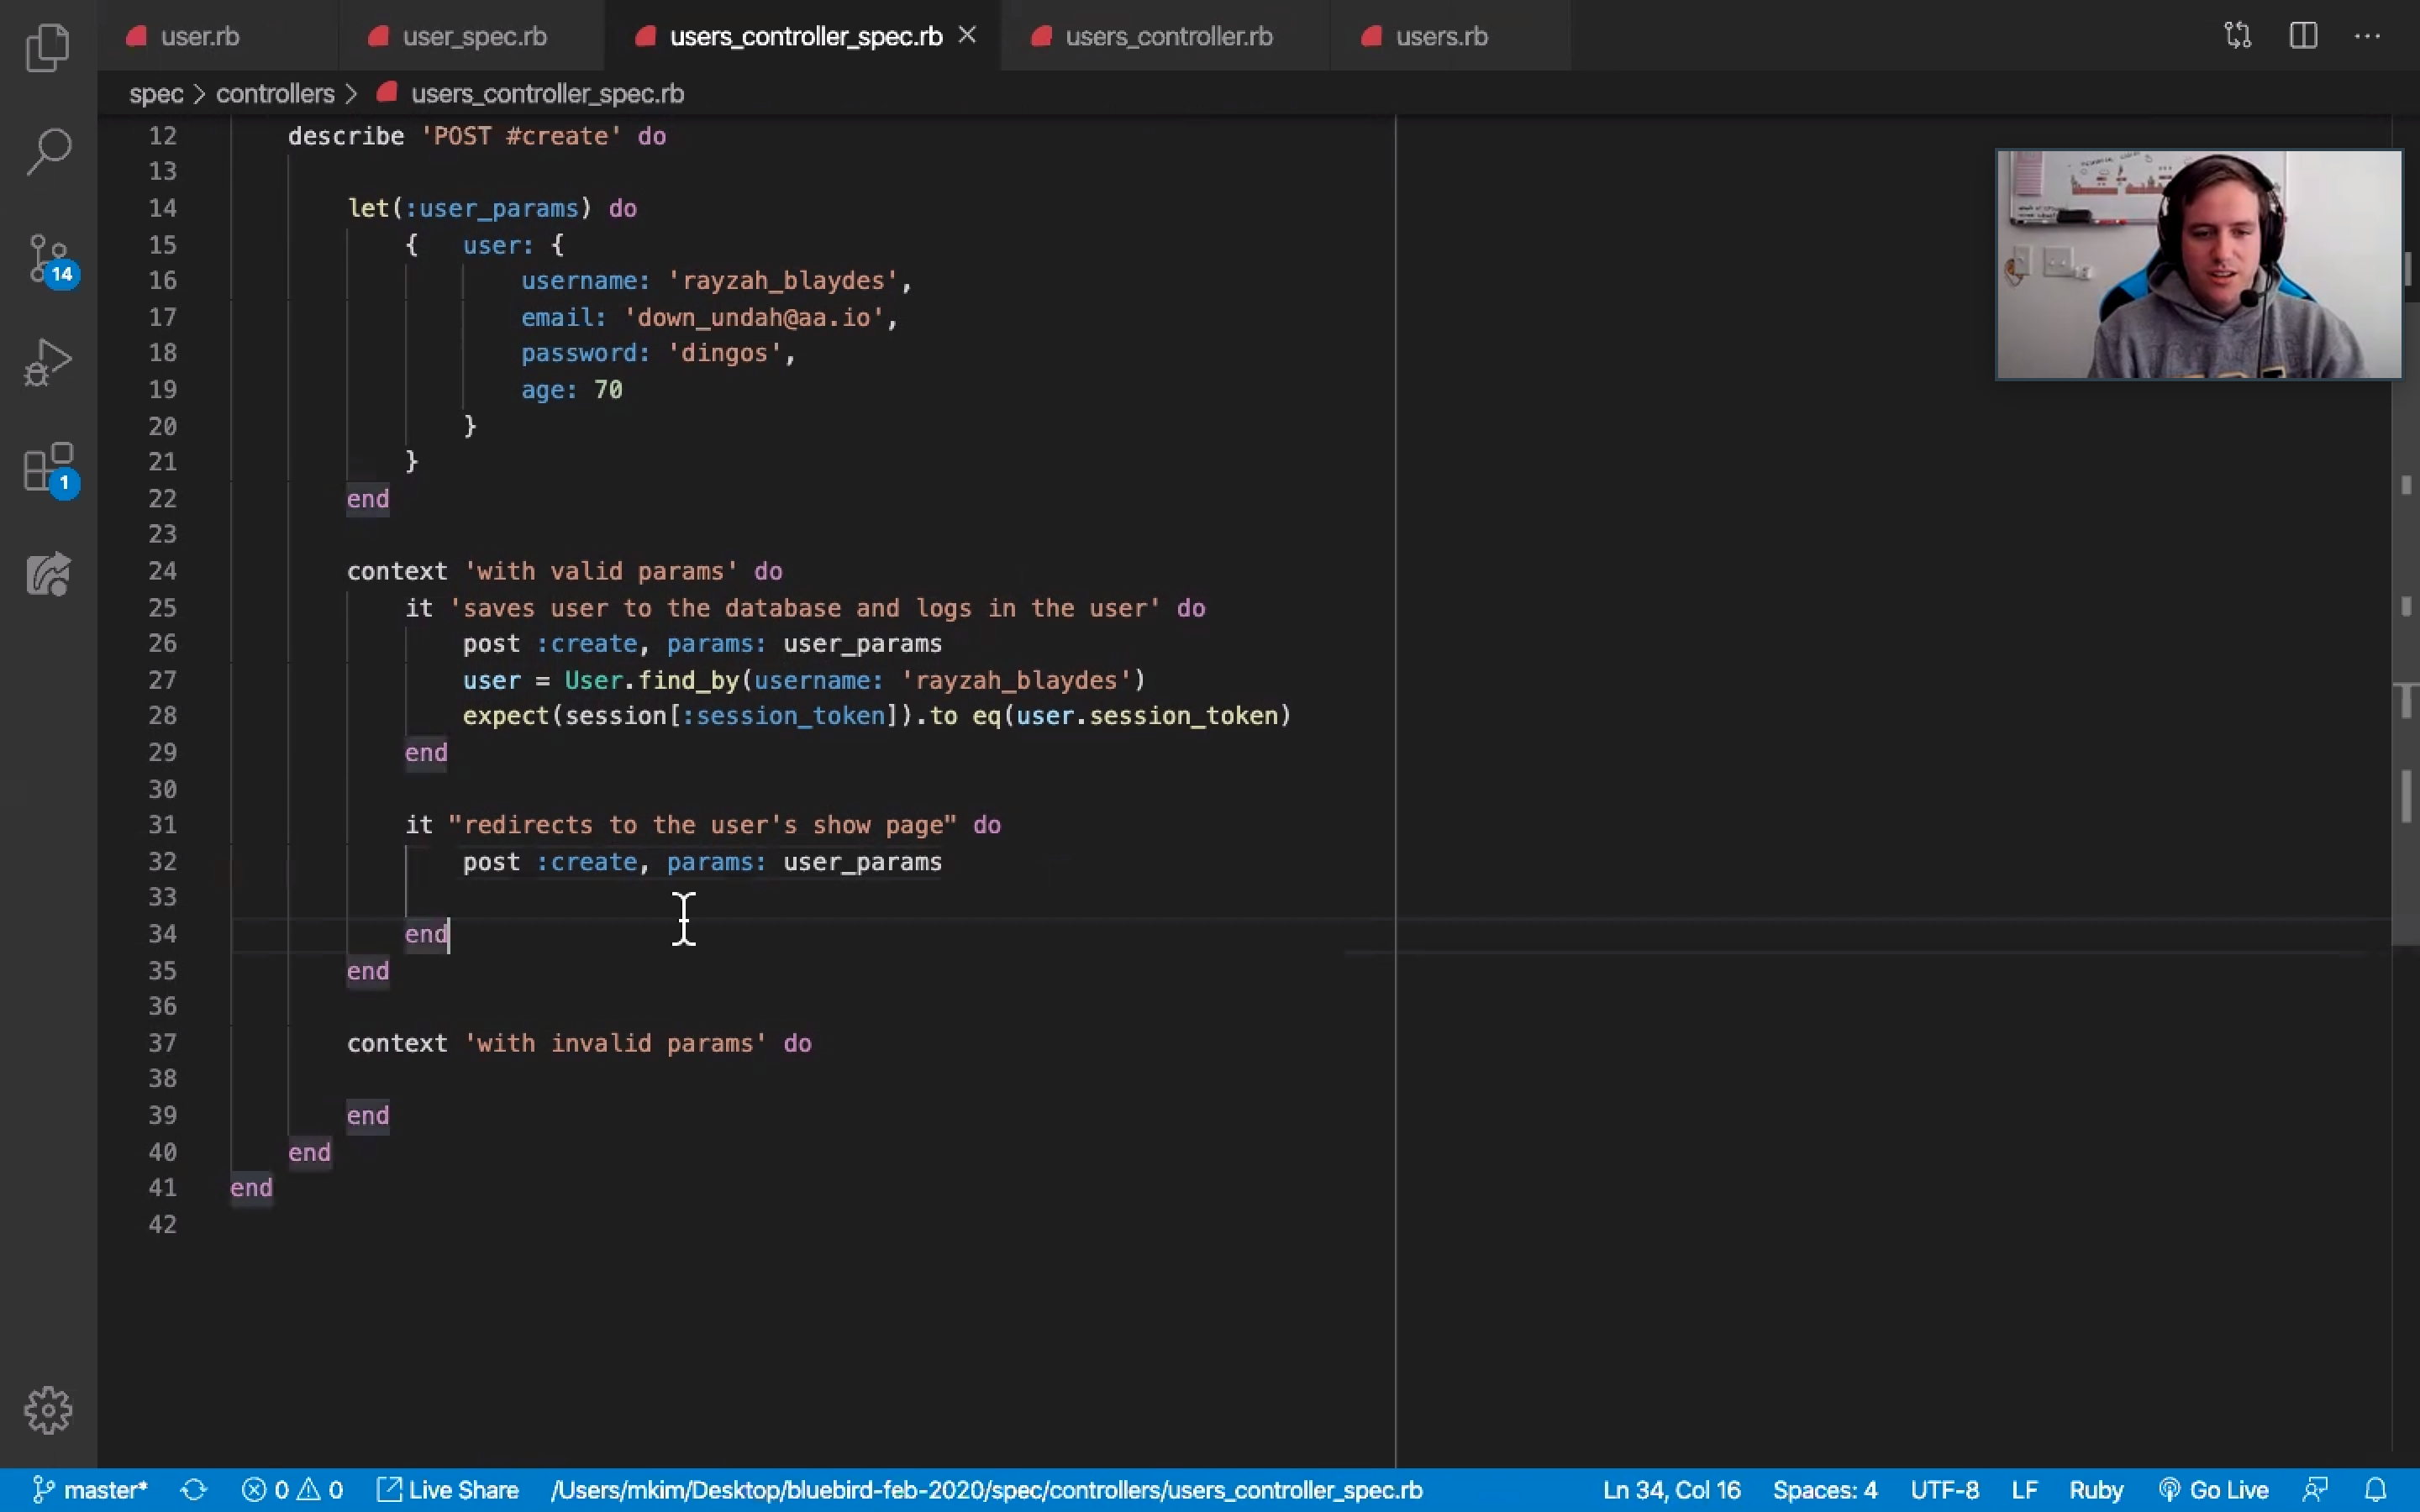 user.rb
user_spec.rb
users_controller_spec.rb
users_controller.rb
users.rb
spec > controllers > users_controller_spec.rb
12 describe 'POST #create' do
13
14 let(:user_params) do
15 { user: {
16 username: 'rayzah_blaydes',
17 email: 'down_undah@aa.io',
18 password: 'dingos',
19 age: 70
20 }
21 }
22 end
23
24 context 'with valid params' do
25 it 'saves user to the database and logs in the user' do
26 post :create, params: user_params
27 user = User.find_by(username: 'rayzah_blaydes')
28 expect(session[:session_token]).to eq(user.session_token)
29 end
30
31 it "redirects to the user's show page" do
32 post :create, params: user_params
33
34 end
35 end
36
37 context 'with invalid params' do
38
39 end
40 end
41 end
42
14
1
master* 0 0 Live Share /Users/mkim/Desktop/bluebird-feb-2020/spec/controllers/users_controller_spec.rb Ln 34, Col 16 Spaces: 4 UTF-8 LF Ruby Go Live